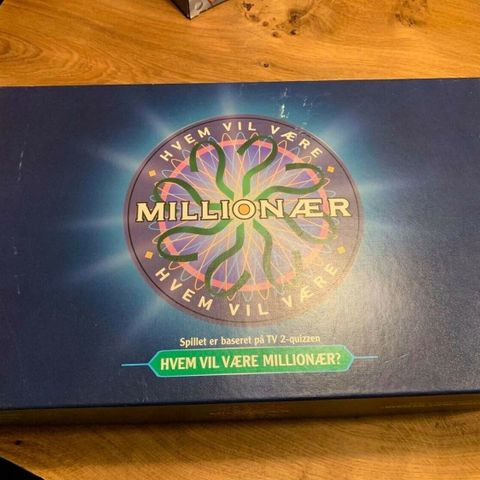 HVEM VIL VÆRE
MILLIONÆR
HVEM VIL VÆRE
Spillet er baseret på TV 2-quizzen
HVEM VIL VÆRE MILLIONÆR?